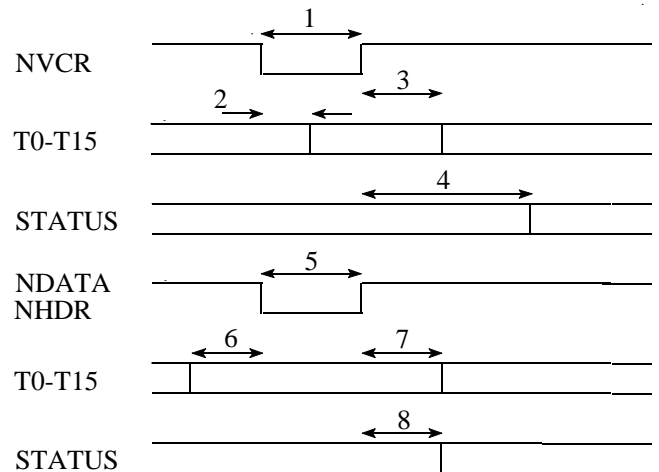 1
NVCR
3
2
T0-T15
4
STATUS
5
NDATA
NHDR
6 7
T0-T15
8
STATUS